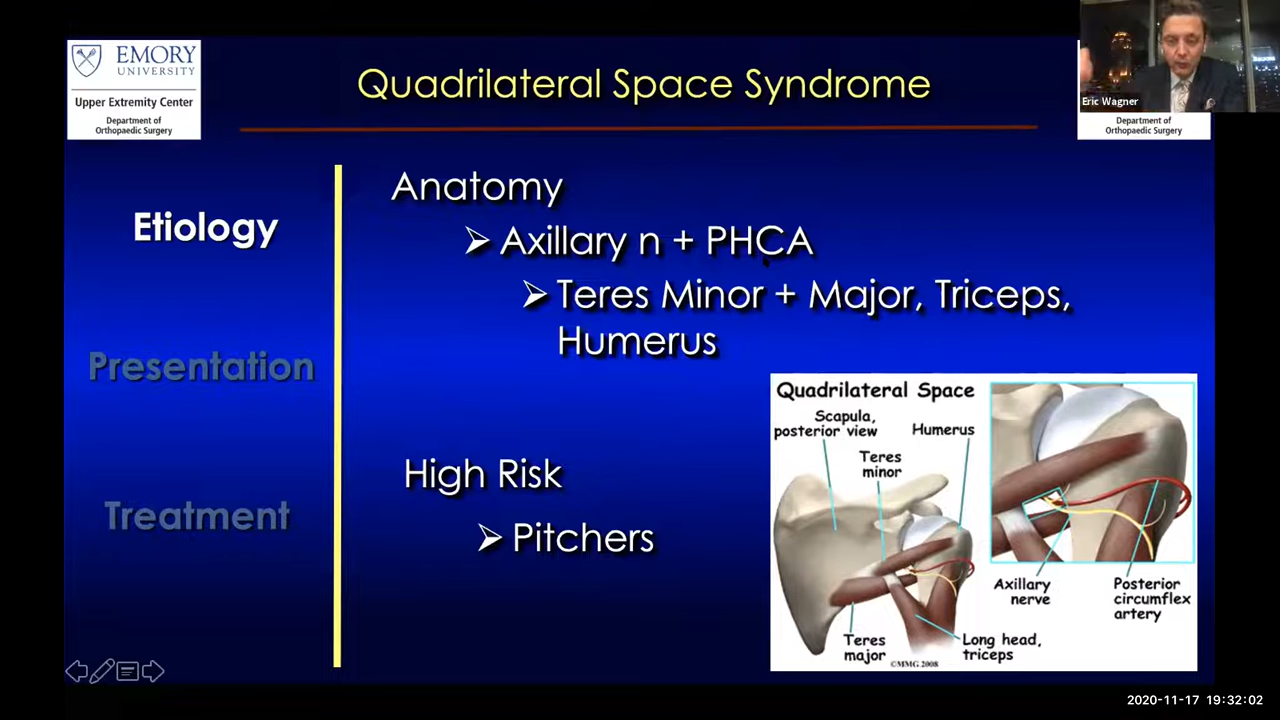 EMORY
UNIVERSITY
Upper Extremity Center
Department of
Orthopaedic Surgery
Quadrilateral Space Syndrome
Eric Wagner
Department of
Orthopaedic Surgery
Etiology
Presentation
Treatment
Anatomy
Axillary n + PHCA
Teres Minor + Major, Triceps,
Humerus
High Risk
Pitchers
Quadrilateral Space
Scapula,
posterior view
Humerus
Teres
minor
Axillary
nerve
Posterior
circumflex
artery
Teres
major
Long head,
triceps
©MMG 2008
2020-11-17 19:32:02